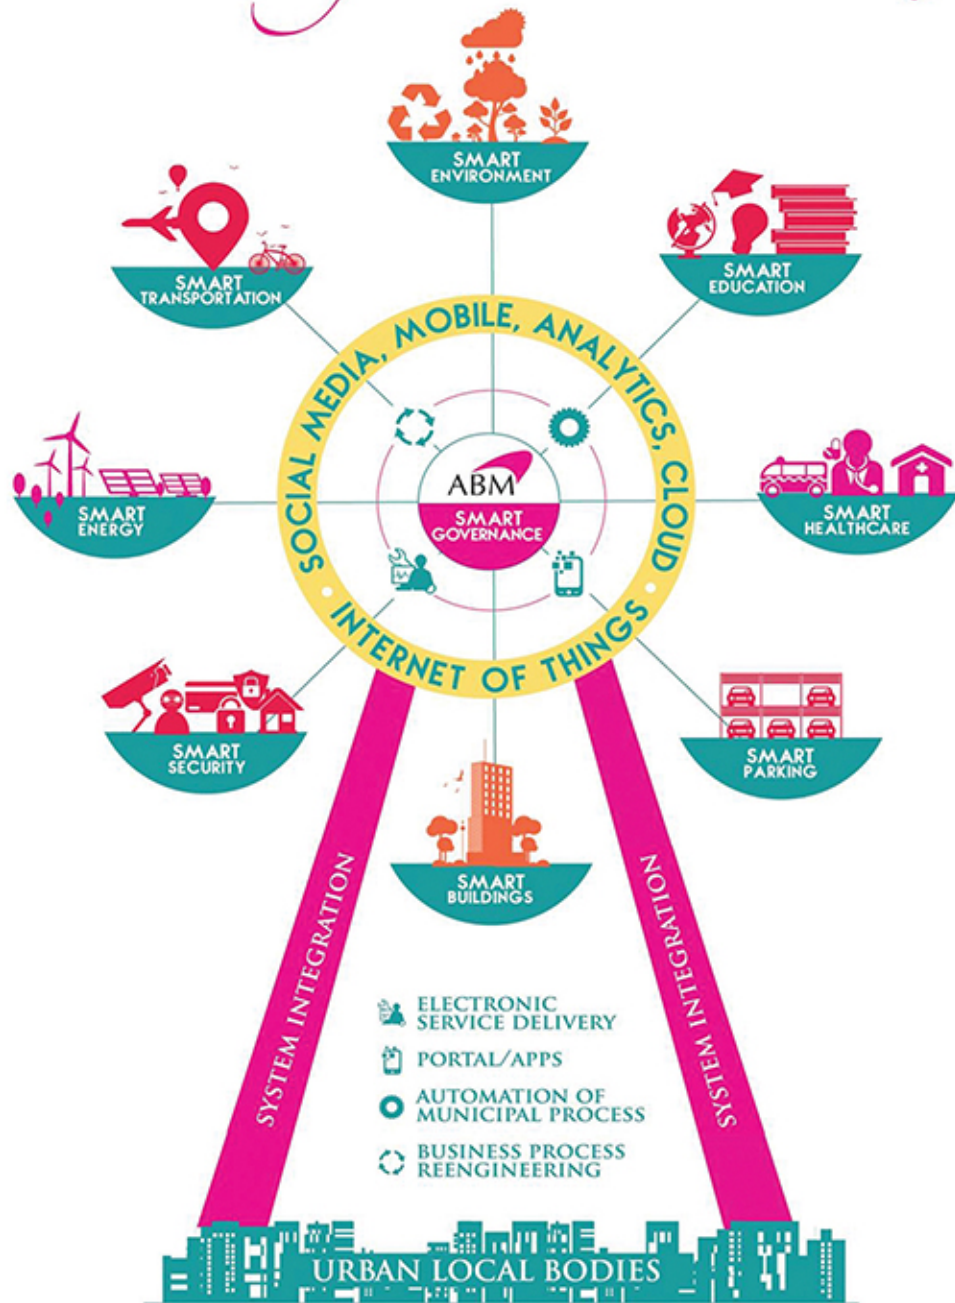 SMART
ENVIRONMENT
SMART
TRANSPORTATION
SMART
EDUCATION
SOCIAL MEDIA, MOBILE, ANALYTICS, CLOUD
INTERNET OF THINGS
ABM
SMART
GOVERNANCE
SMART
ENERGY
SMART
HEALTHCARE
SMART
SECURITY
SMART
PARKING
SMART
BUILDINGS
SYSTEM INTEGRATION
SYSTEM INTEGRATION
ELECTRONIC
SERVICE DELIVERY
PORTAL/APPS
AUTOMATION OF
MUNICIPAL PROCESS
BUSINESS PROCESS
REENGINEERING
URBAN LOCAL BODIES